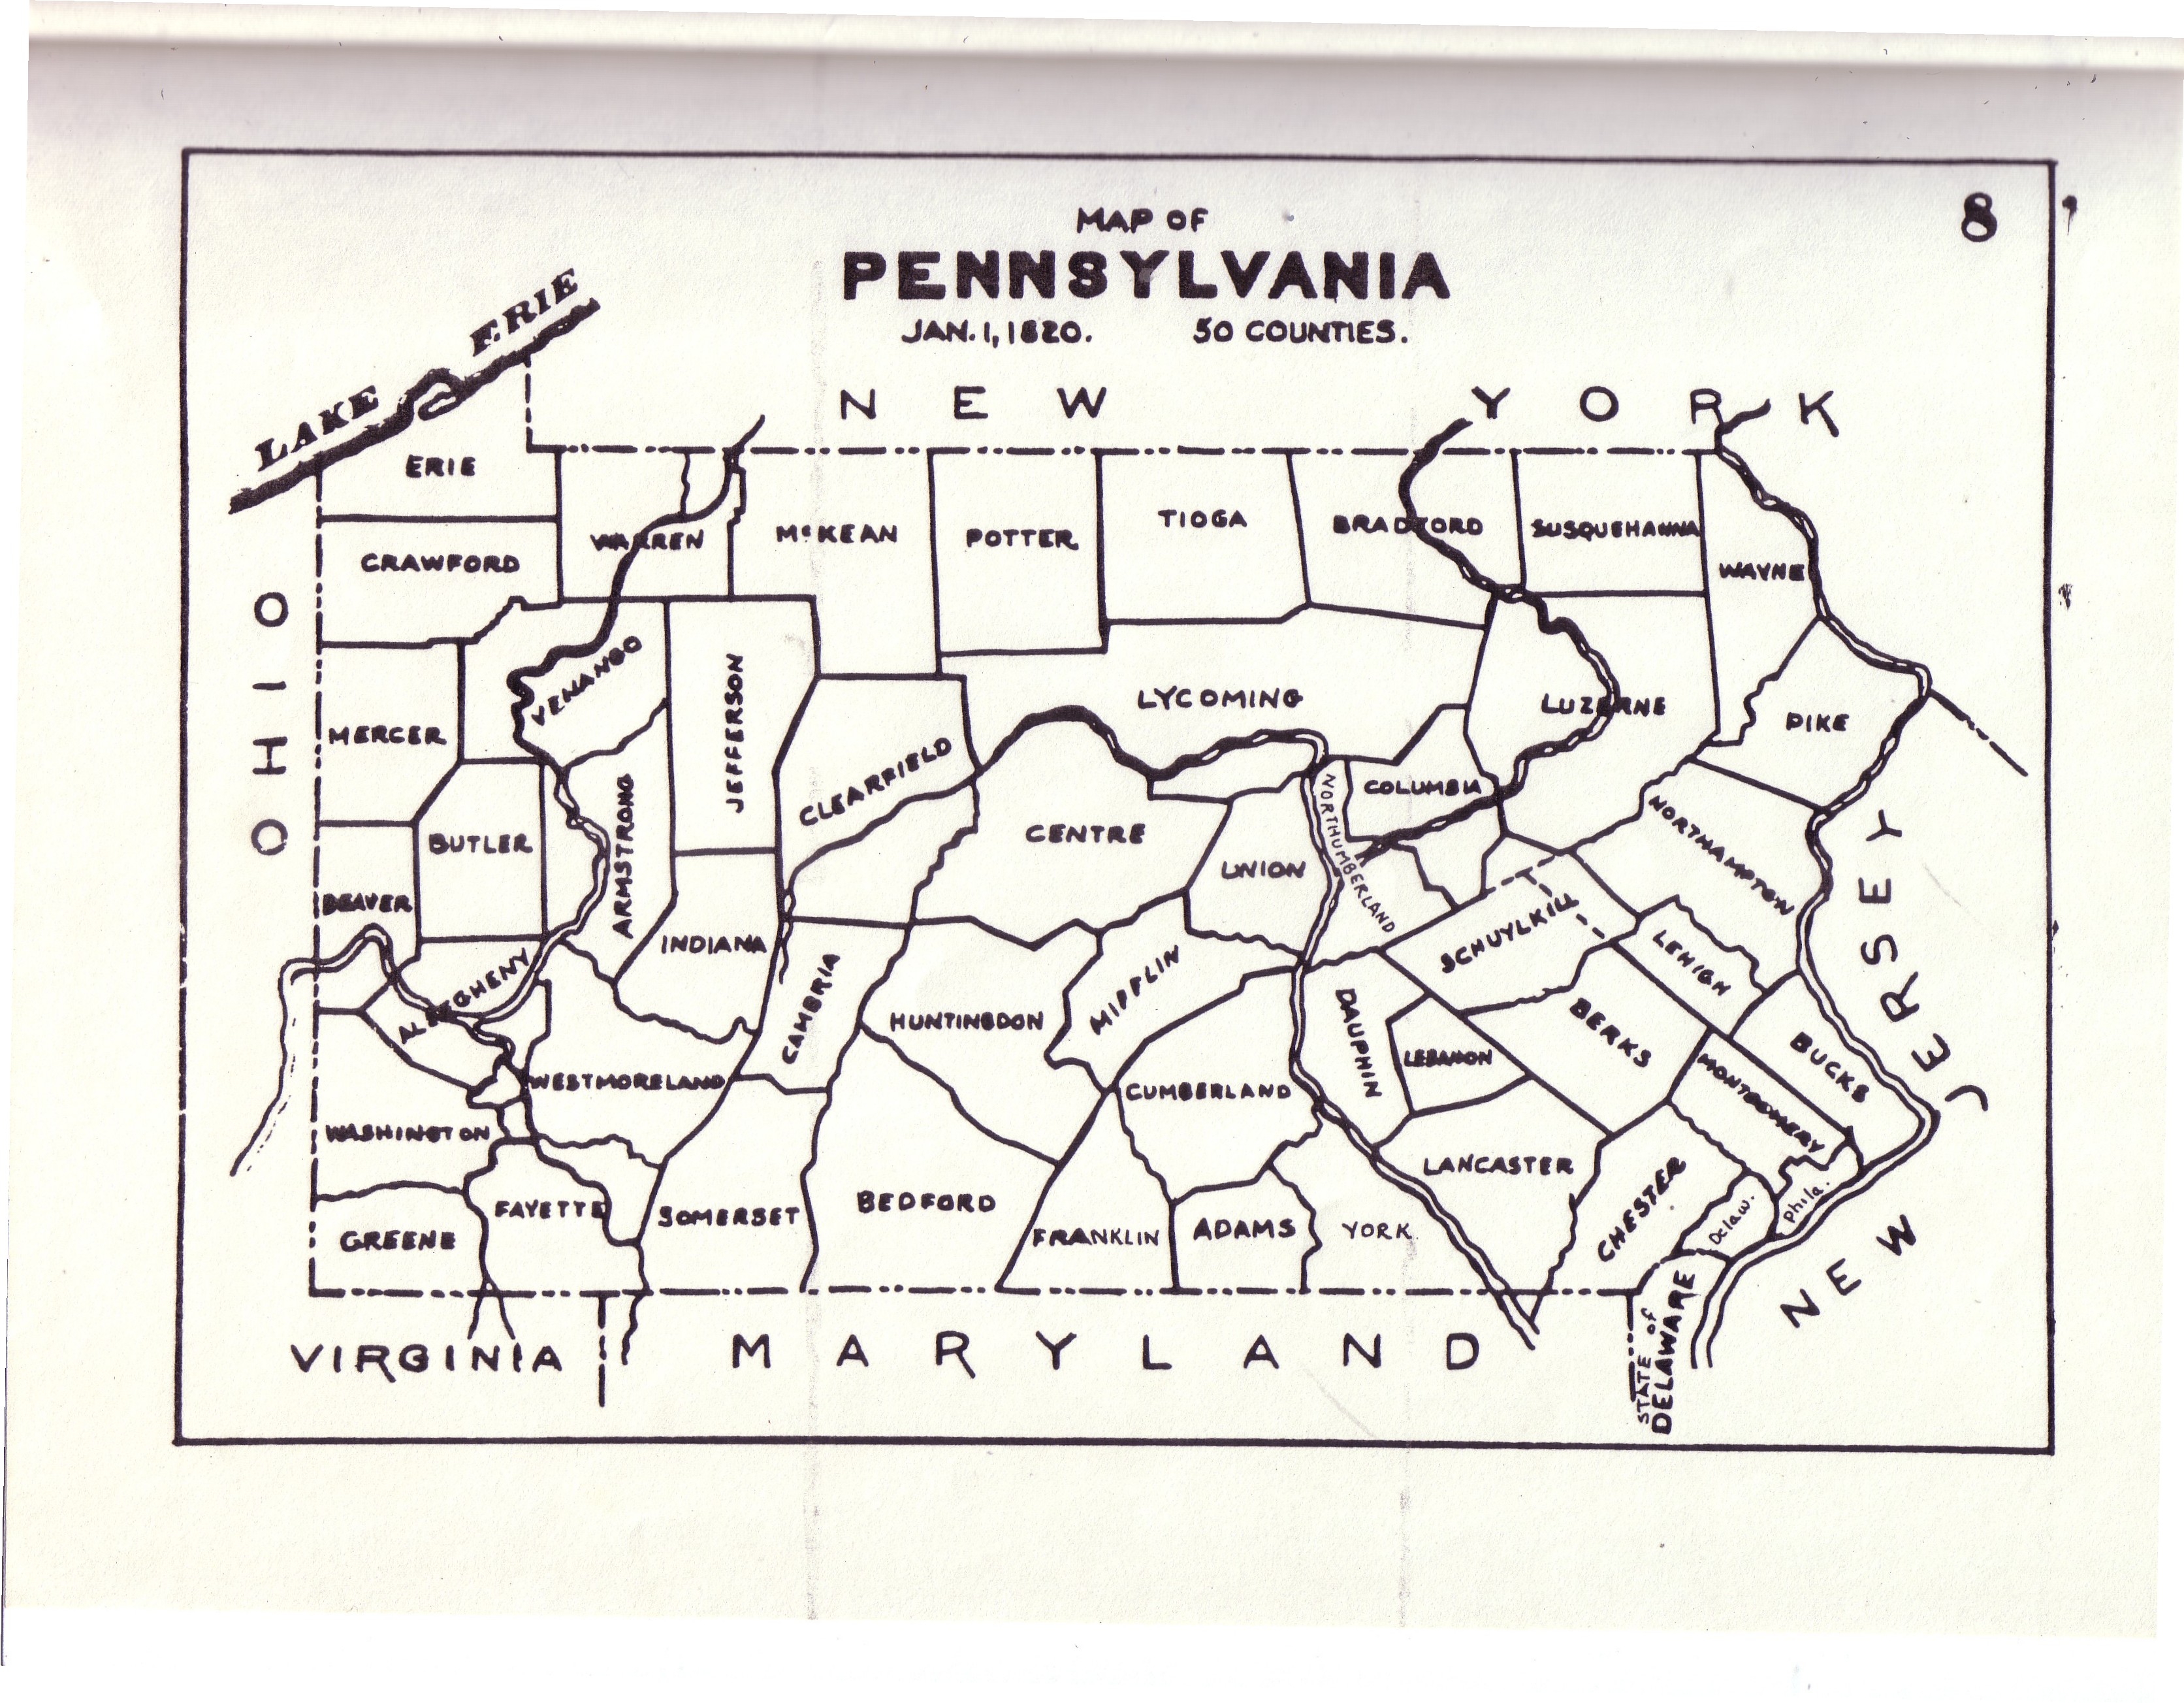 8
MAP OF
PENNSYLVANIA
JAN. 1, 1820. 50 COUNTIES.
LAKE ERIE
NEW YORK
ERIE
CRAWFORD
WARREN
McKEAN
POTTER
TIOGA
BRADFORD
SUSQUEHANNA
WAYNE
OHIO
MERCER
VENANGO
JEFFERSON
CLEARFIELD
LYCOMING
LUZERNE
PIKE
BUTLER
ARMSTRONG
CENTRE
UNION
NORTHUMBERLAND
COLUMBIA
NORTHAMPTON
BEAVER
ALLEGHENY
INDIANA
CAMBRIA
HUNTINGDON
MIFFLIN
DAUPHIN
LEBANON
SCHUYLKILL
BERKS
LEHIGH
BUCKS
MONTGOMERY
WASHINGTON
WESTMORELAND
CUMBERLAND
LANCASTER
CHESTER
Delaw.
Phila.
GREENE
FAYETTE
SOMERSET
BEDFORD
FRANKLIN
ADAMS
YORK
NEW JERSEY
VIRGINIA
MARYLAND
STATE of
DELAWARE